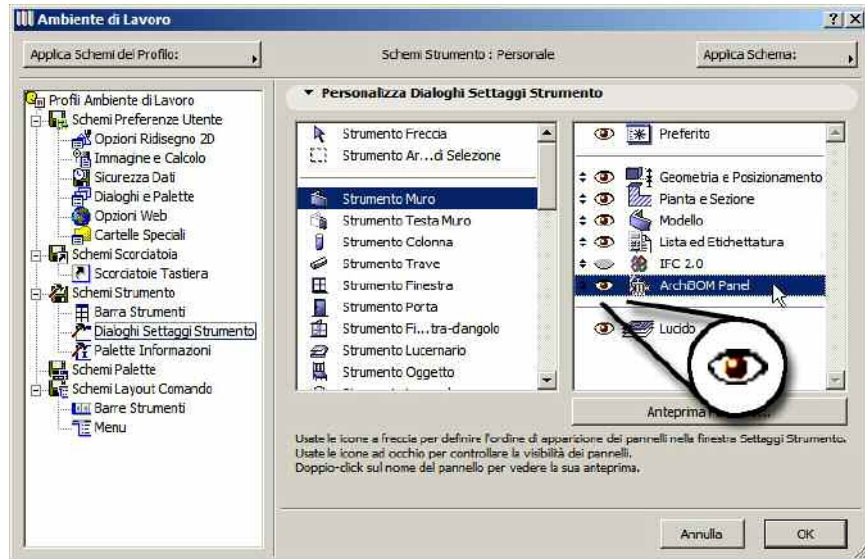 Ambiente di Lavoro
Applica Schemi del Profilo:
Schemi Strumento : Personale
Applica Schema:
Profili Ambiente di Lavoro
Schemi Preferenze Utente
Opzioni Ridisegno 2D
Immagine e Calcolo
Sicurezza Dati
Dialoghi e Palette
Opzioni Web
Cartelle Speciali
Schemi Scorciatoia
Scorciatoie Tastiera
Schemi Strumento
Barra Strumenti
Dialoghi Settaggi Strumento
Palette Informazoni
Schemi Palette
Schemi Layout Comando
Barre Strumenti
Menu
Personalizza Dialoghi Settaggi Strumento
Strumento Freccia
Strumento Ar...di Selezione
Strumento Muro
Strumento Testa Muro
Strumento Colonna
Strumento Trave
Strumento Finestra
Strumento Porta
Strumento Fi...tra-d'angolo
Strumento Lucernario
Strumento Oggetto
Preferito
Geometria e Posizionamento
Pianta e Sezione
Modello
Lista ed Etichettatura
IFC 2.0
ArchiBOM Panel
Lucido
Anteprima
Usate le icone a freccia per definire l'ordine di apparizione dei pannelli nella finestra Settaggi Strumento.
Usate le icone ad occhio per controllare la visibilità dei pannelli.
Doppio-click sul nome del pannello per vedere la sua anteprima.
Annulla
OK